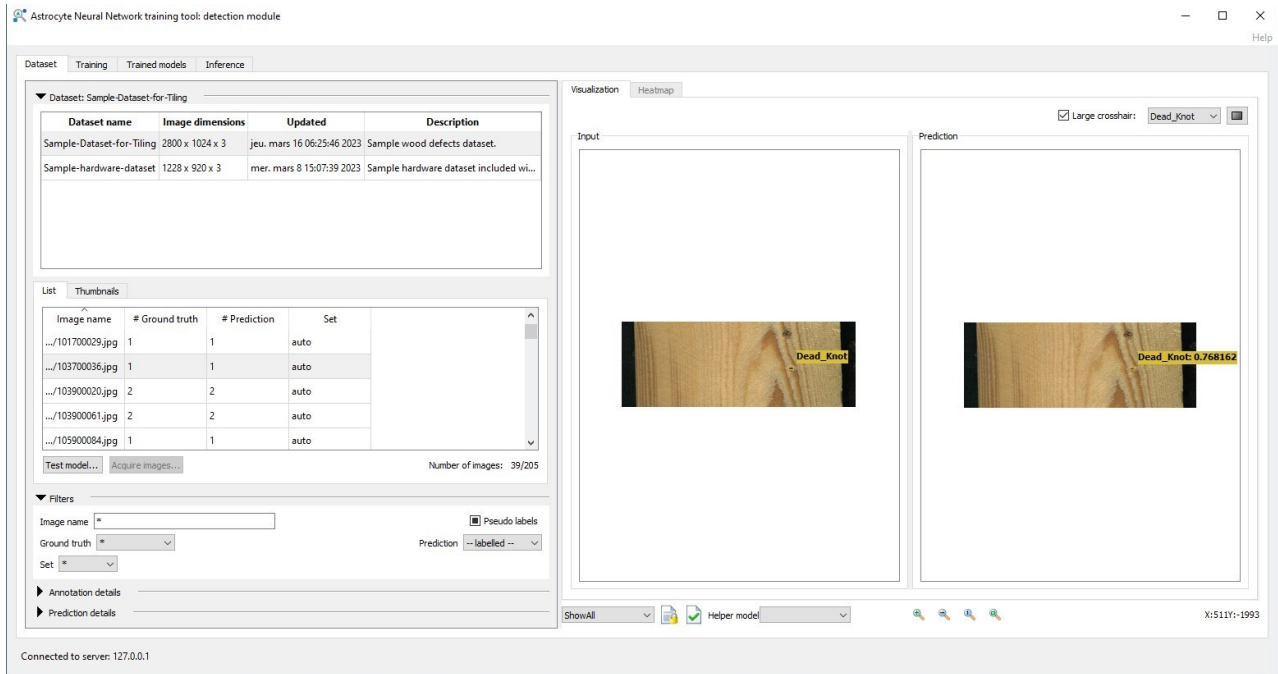 Astrocyte Neural Network training tool: detection module
Help
Dataset Training Trained models Inference
Dataset: Sample-Dataset-for-Tiling
Dataset name Image dimensions Updated Description
Sample-Dataset-for-Tiling 2800 x 1024 x 3 jeu. mars 16 06:25:46 2023 Sample wood defects dataset.
Sample-hardware-dataset 1228 x 920 x 3 mer. mars 8 15:07:39 2023 Sample hardware dataset included wi...
List Thumbnails
Image name # Ground truth # Prediction Set
.../101700029.jpg 1 1 auto
.../103700036.jpg 1 1 auto
.../103900020.jpg 2 2 auto
.../103900061.jpg 2 2 auto
.../105900084.jpg 1 1 auto
Test model... Acquire images... Number of images: 39/205
Filters
Image name * Pseudo labels
Ground truth * Prediction -- labelled --
Set *
Annotation details
Prediction details
Visualization Heatmap
Large crosshair: Dead_Knot
Input
Dead_Knot
Prediction
Dead_Knot: 0.768162
ShowAll Helper model X:511Y:-1993
Connected to server: 127.0.0.1